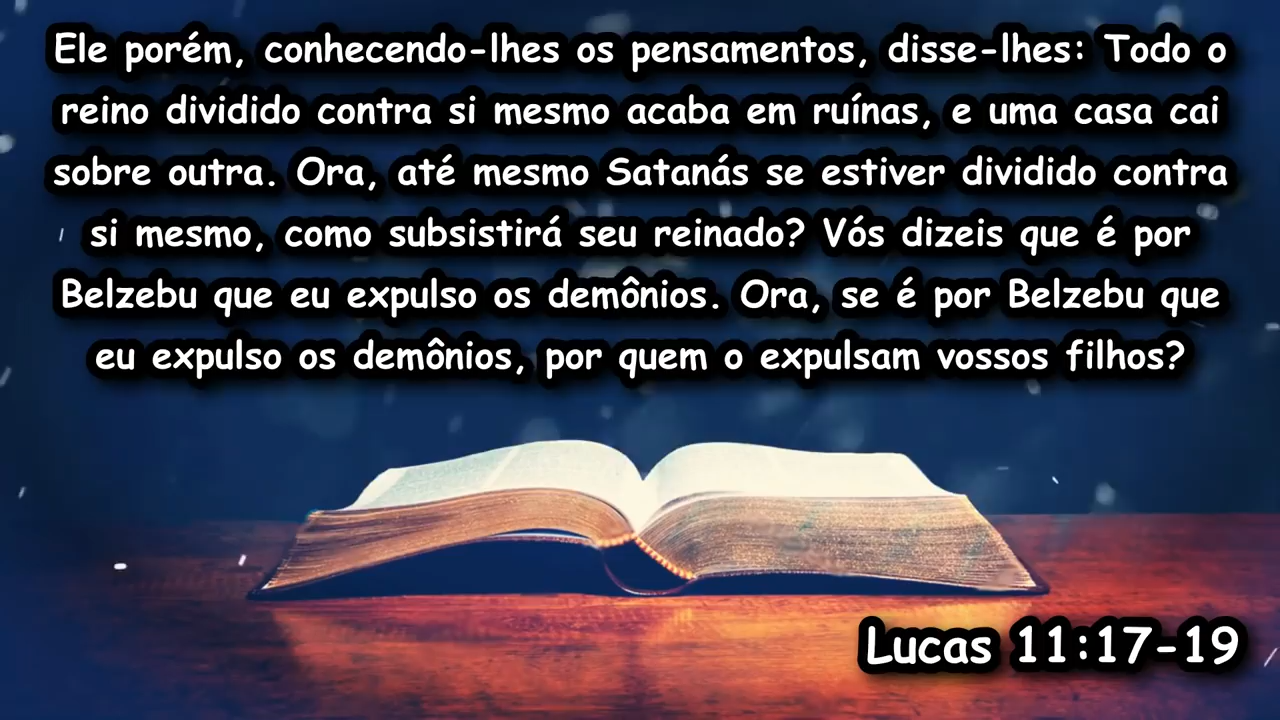 Ele porém, conhecendo-lhes os pensamentos, disse-lhes: Todo o
reino dividido contra si mesmo acaba em ruínas, e uma casa cai
sobre outra. Ora, até mesmo Satanás se estiver dividido contra
si mesmo, como subsistirá seu reinado? Vós dizeis que é por
Belzebu que eu expulso os demônios. Ora, se é por Belzebu que
eu expulso os demônios, por quem o expulsam vossos filhos?
Lucas 11:17-19